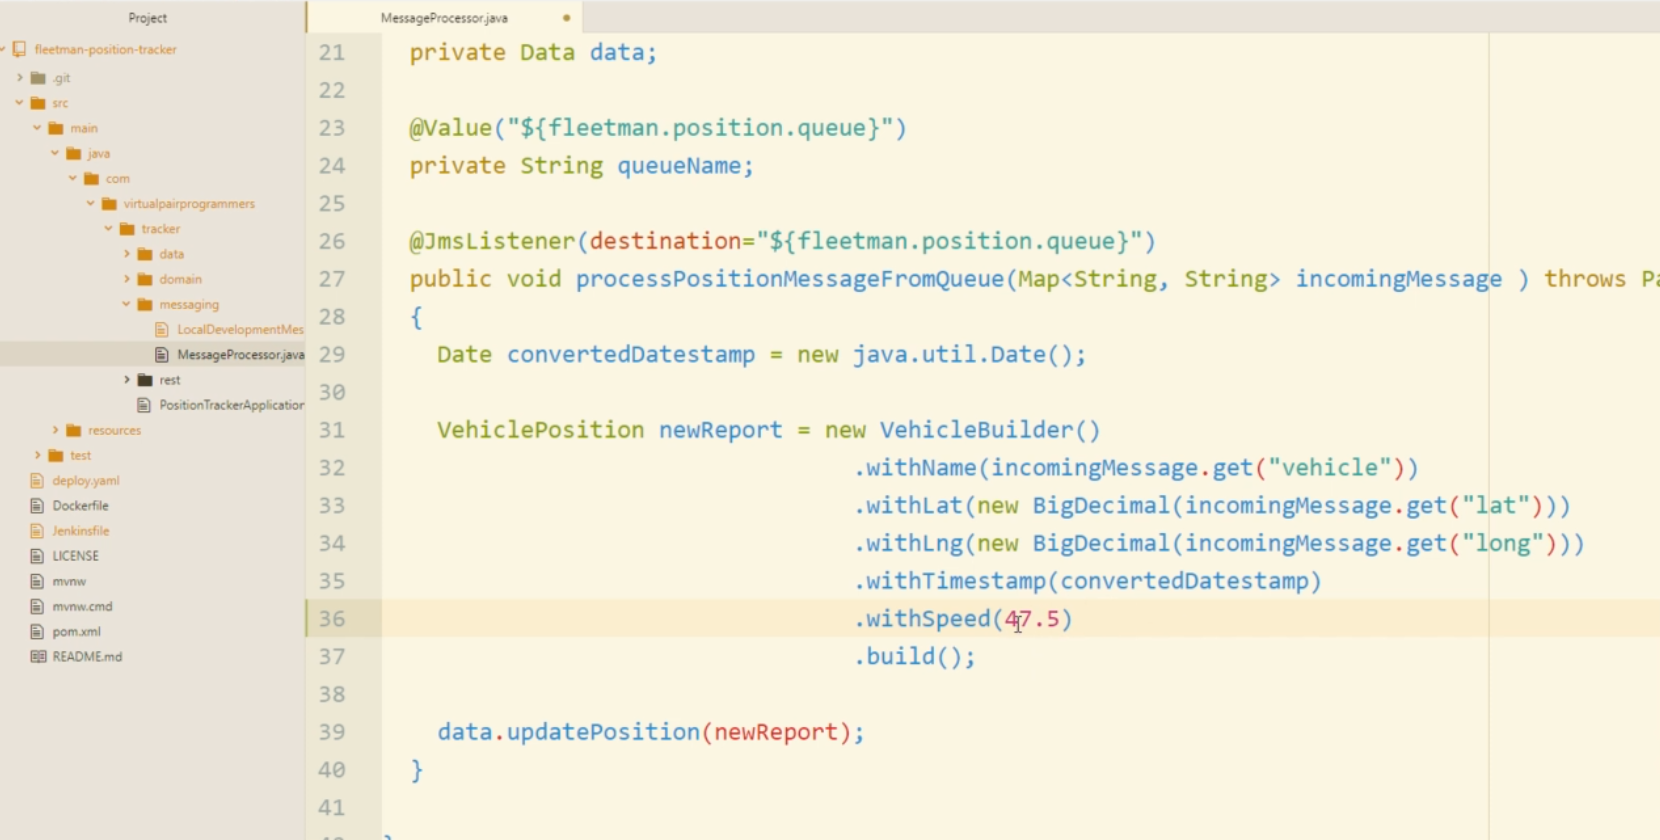 Project
fleetman-position-tracker
.git
src
main
java
com
virtualpairprogrammers
tracker
data
domain
messaging
LocalDevelopmentMes
MessageProcessor.java
rest
PositionTrackerApplication
resources
test
deploy.yaml
Dockerfile
Jenkinsfile
LICENSE
mvnw
mvnw.cmd
pom.xml
README.md
MessageProcessor.java
21 private Data data;
22
23 @Value("${fleetman.position.queue}")
24 private String queueName;
25
26 @JmsListener(destination="${fleetman.position.queue}")
27 public void processPositionMessageFromQueue(Map<String, String> incomingMessage ) throws Pa
28 {
29 Date convertedDatestamp = new java.util.Date();
30
31 VehiclePosition newReport = new VehicleBuilder()
32 .withName(incomingMessage.get("vehicle"))
33 .withLat(new BigDecimal(incomingMessage.get("lat")))
34 .withLng(new BigDecimal(incomingMessage.get("long")))
35 .withTimestamp(convertedDatestamp)
36 .withSpeed(47.5)
37 .build();
38
39 data.updatePosition(newReport);
40 }
41